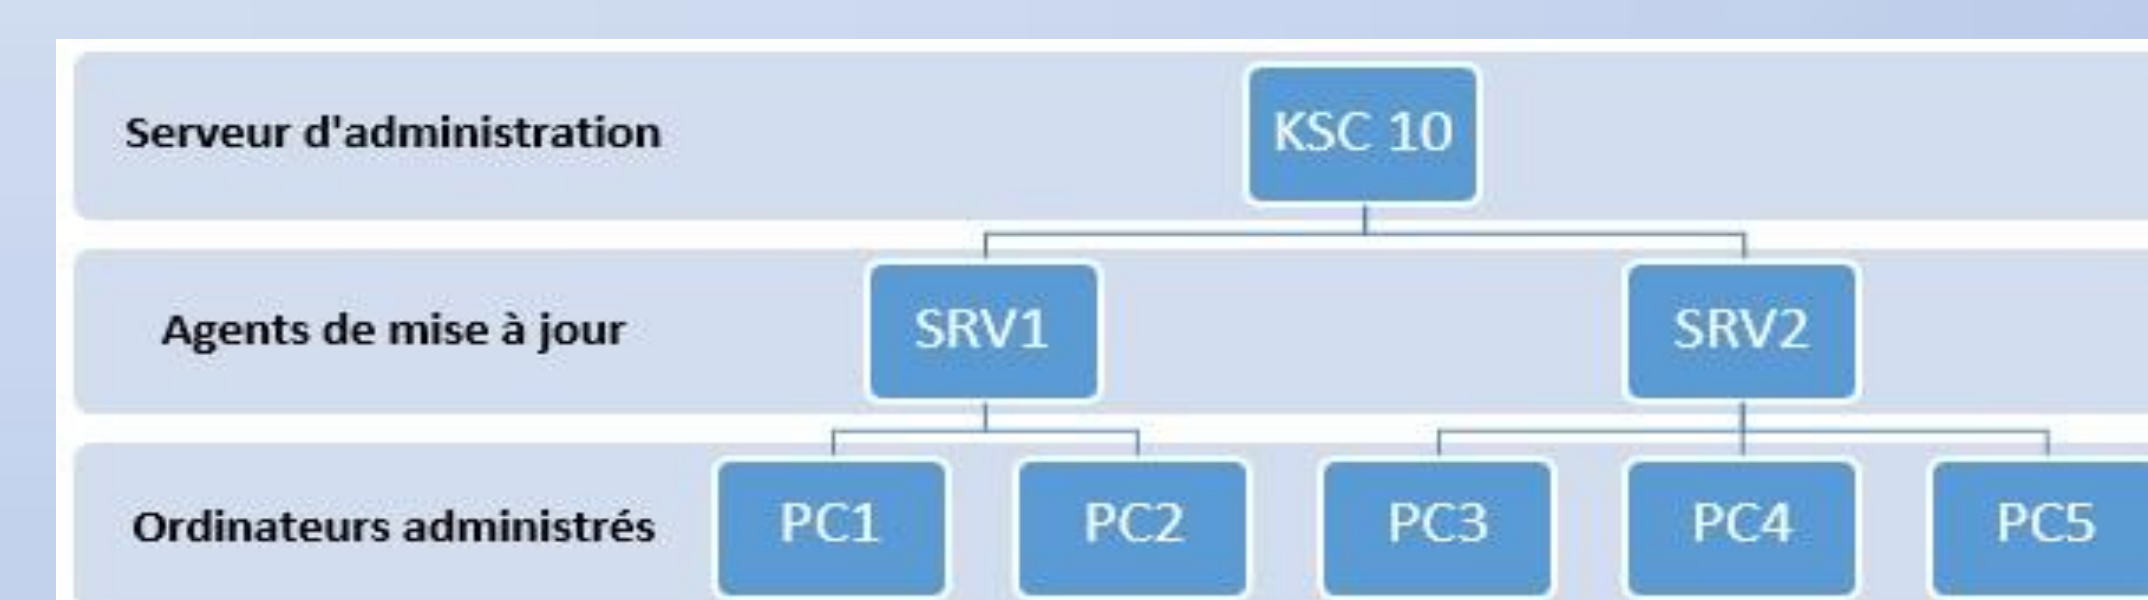 Serveur d'administration
KSC 10
Agents de mise à jour
SRV1
SRV2
Ordinateurs administrés
PC1
PC2
PC3
PC4
PC5